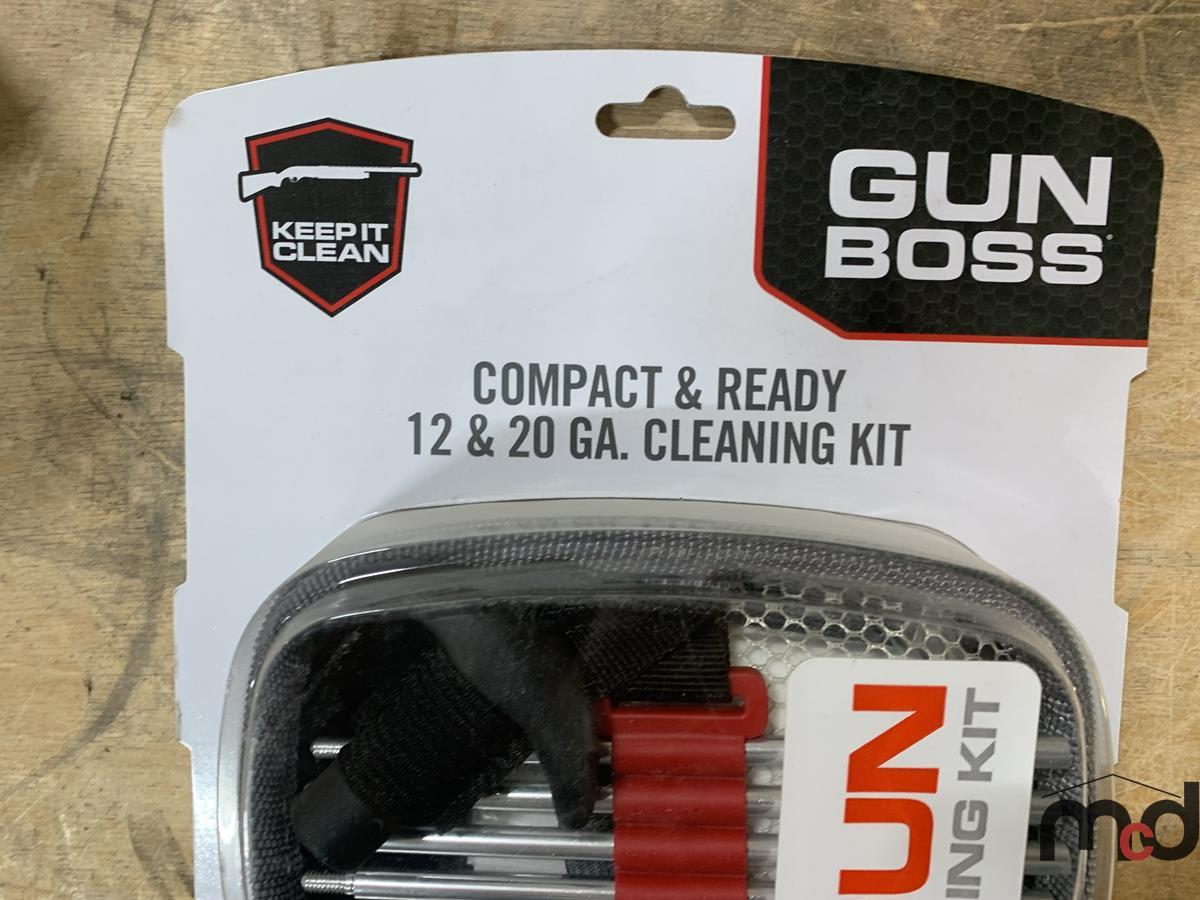 KEEP IT
CLEAN
GUN
BOSS
COMPACT & READY
12 & 20 GA. CLEANING KIT
UN
ING KIT
mcd